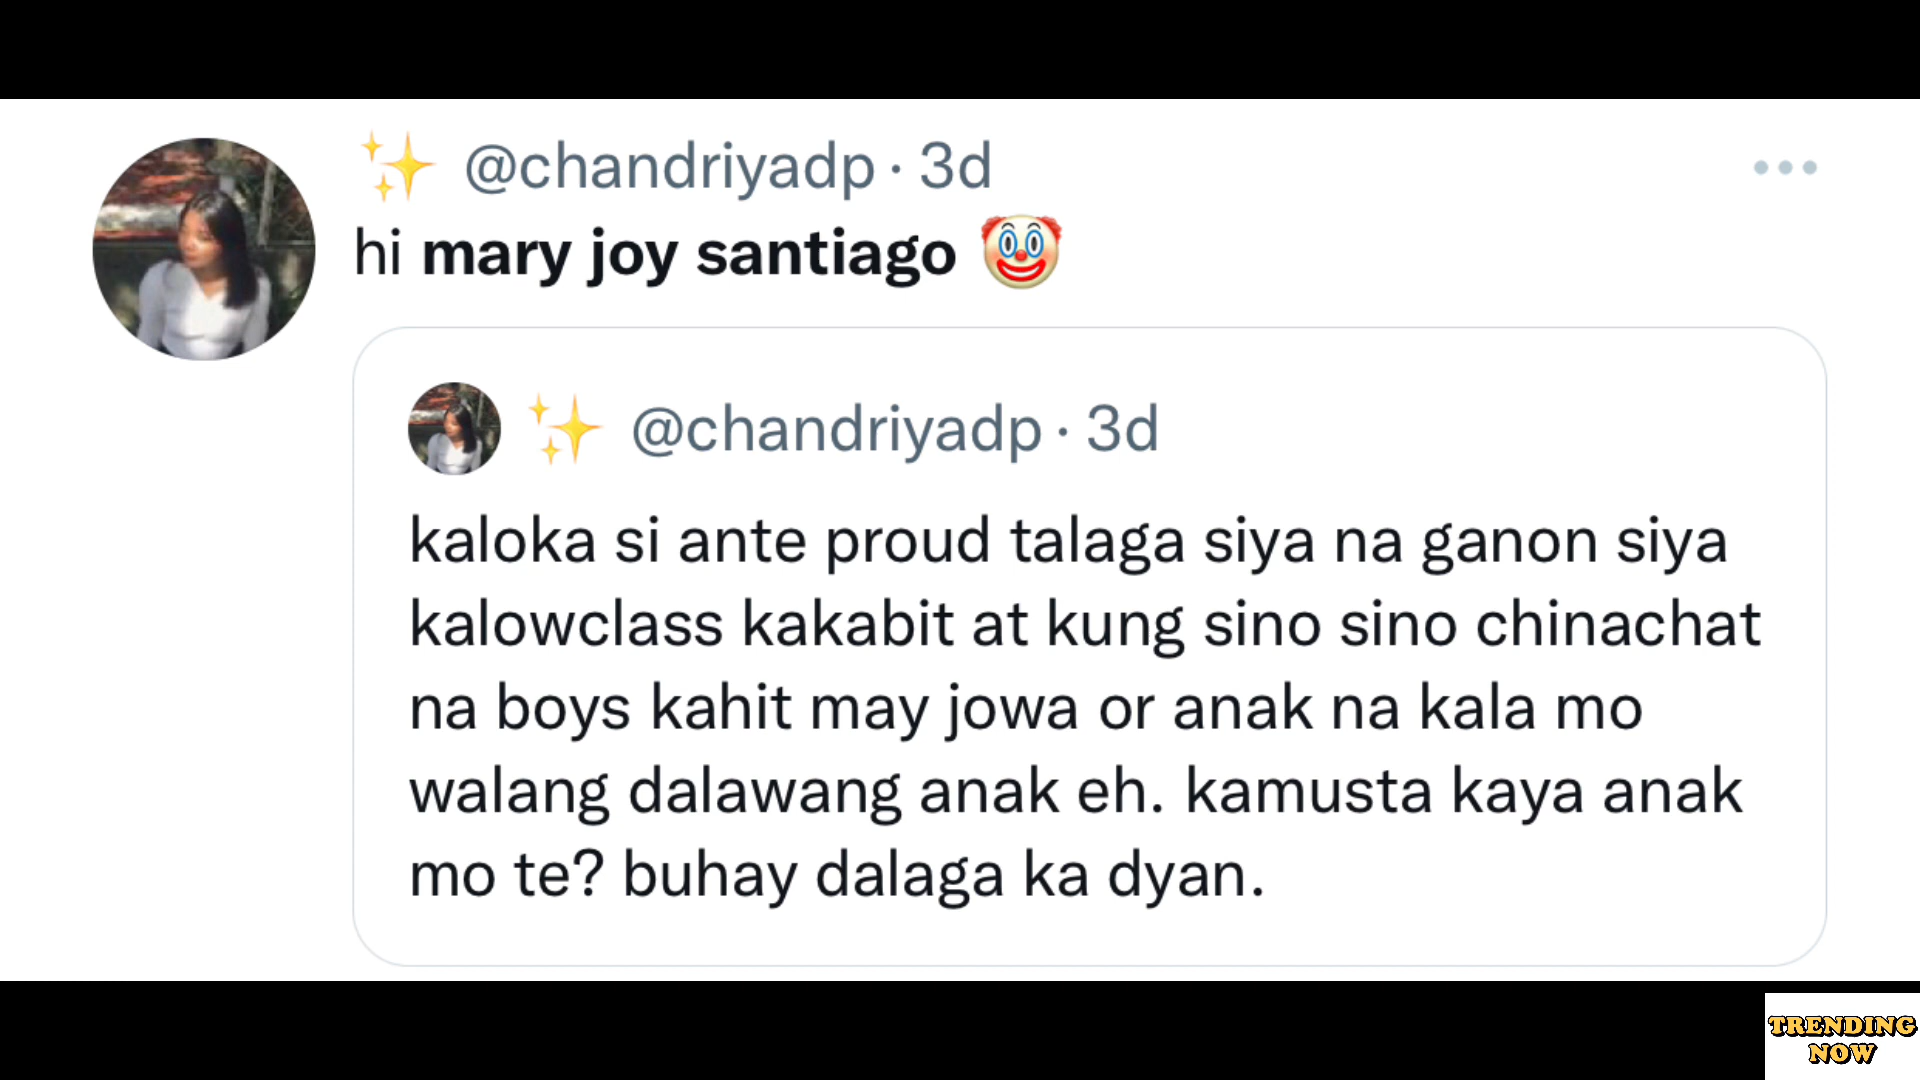 ✨ @chandriyadp · 3d
hi mary joy santiago 🤡
✨ @chandriyadp · 3d
kaloka si ante proud talaga siya na ganon siya
kalowclass kakabit at kung sino sino chinachat
na boys kahit may jowa or anak na kala mo
walang dalawang anak eh. kamusta kaya anak
mo te? buhay dalaga ka dyan.
TRENDING
NOW